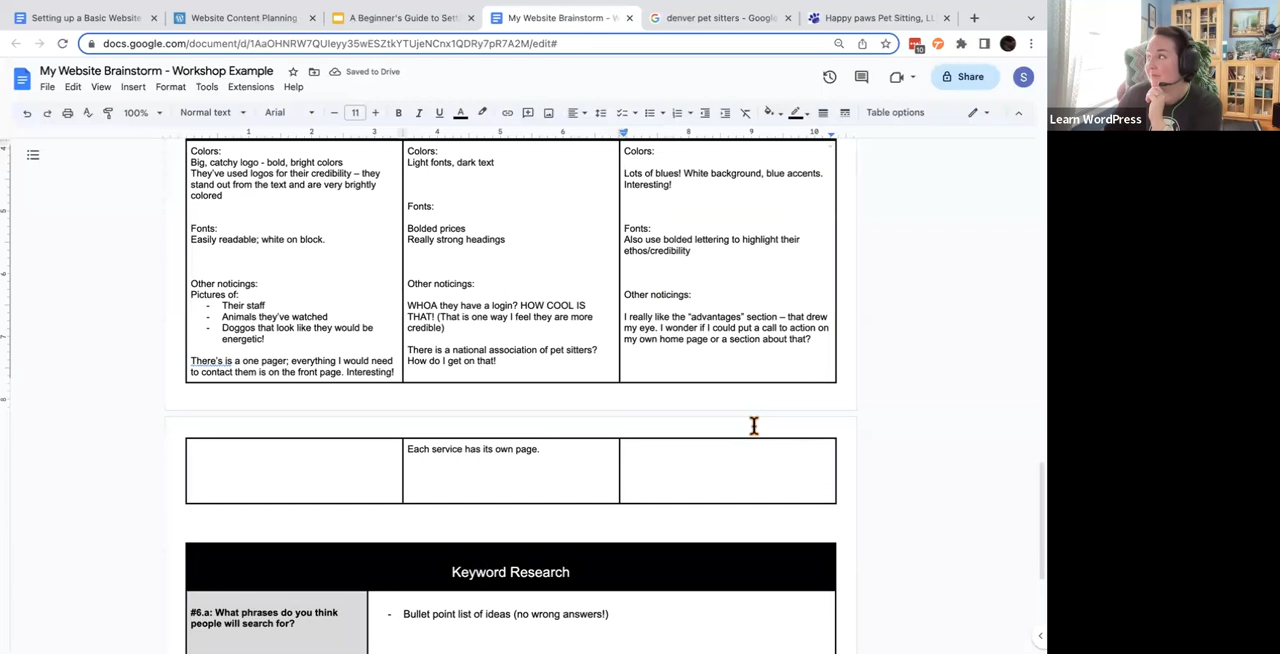 Setting up a Basic Website
Website Content Planning
A Beginner's Guide to Sett
My Website Brainstorm - W
denver pet sitters - Google
Happy paws Pet Sitting, LL
docs.google.com/document/d/1AaOHNRW7QUleyy35wESZtkYTUjeNCnx1QDRy7pR7A2M/edit#
10
My Website Brainstorm - Workshop Example
Saved to Drive
File Edit View Insert Format Tools Extensions Help
Share
S
100%
Normal text
Arial
11
B I U A
Table options
Learn WordPress
1 2 3 4 5 6 8 9 10
Colors:
Big, catchy logo - bold, bright colors
They've used logos for their credibility – they
stand out from the text and are very brightly
colored
Fonts:
Easily readable; white on block.
Other noticings:
Pictures of:
- Their staff
- Animals they've watched
- Doggos that look like they would be
energetic!
There's is a one pager; everything I would need
to contact them is on the front page. Interesting!
Colors:
Light fonts, dark text
Fonts:
Bolded prices
Really strong headings
Other noticings:
WHOA they have a login? HOW COOL IS
THAT! (That is one way I feel they are more
credible)
There is a national association of pet sitters?
How do I get on that!
Colors:
Lots of blues! White background, blue accents.
Interesting!
Fonts:
Also use bolded lettering to highlight their
ethos/credibility
Other noticings:
I really like the "advantages" section – that drew
my eye. I wonder if I could put a call to action on
my own home page or a section about that?
Each service has its own page.
Keyword Research
#6.a: What phrases do you think
people will search for?
- Bullet point list of ideas (no wrong answers!)